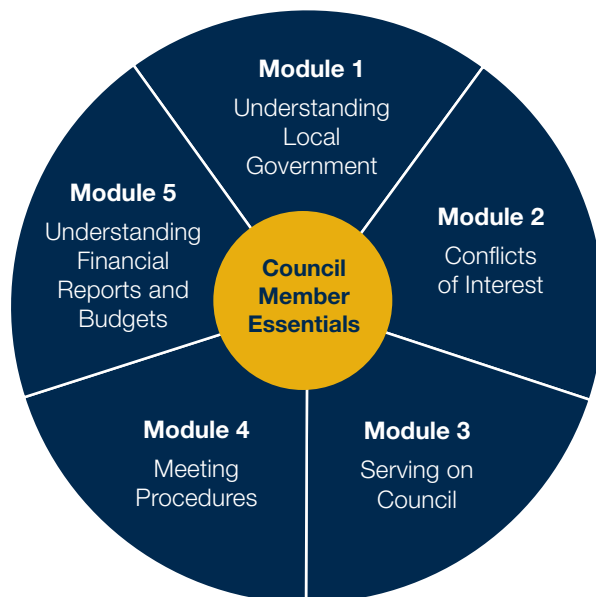 Module 1
Understanding
Local
Government
Module 2
Conflicts
of Interest
Module 3
Serving on
Council
Module 4
Meeting
Procedures
Module 5
Understanding
Financial
Reports and
Budgets
Council
Member
Essentials